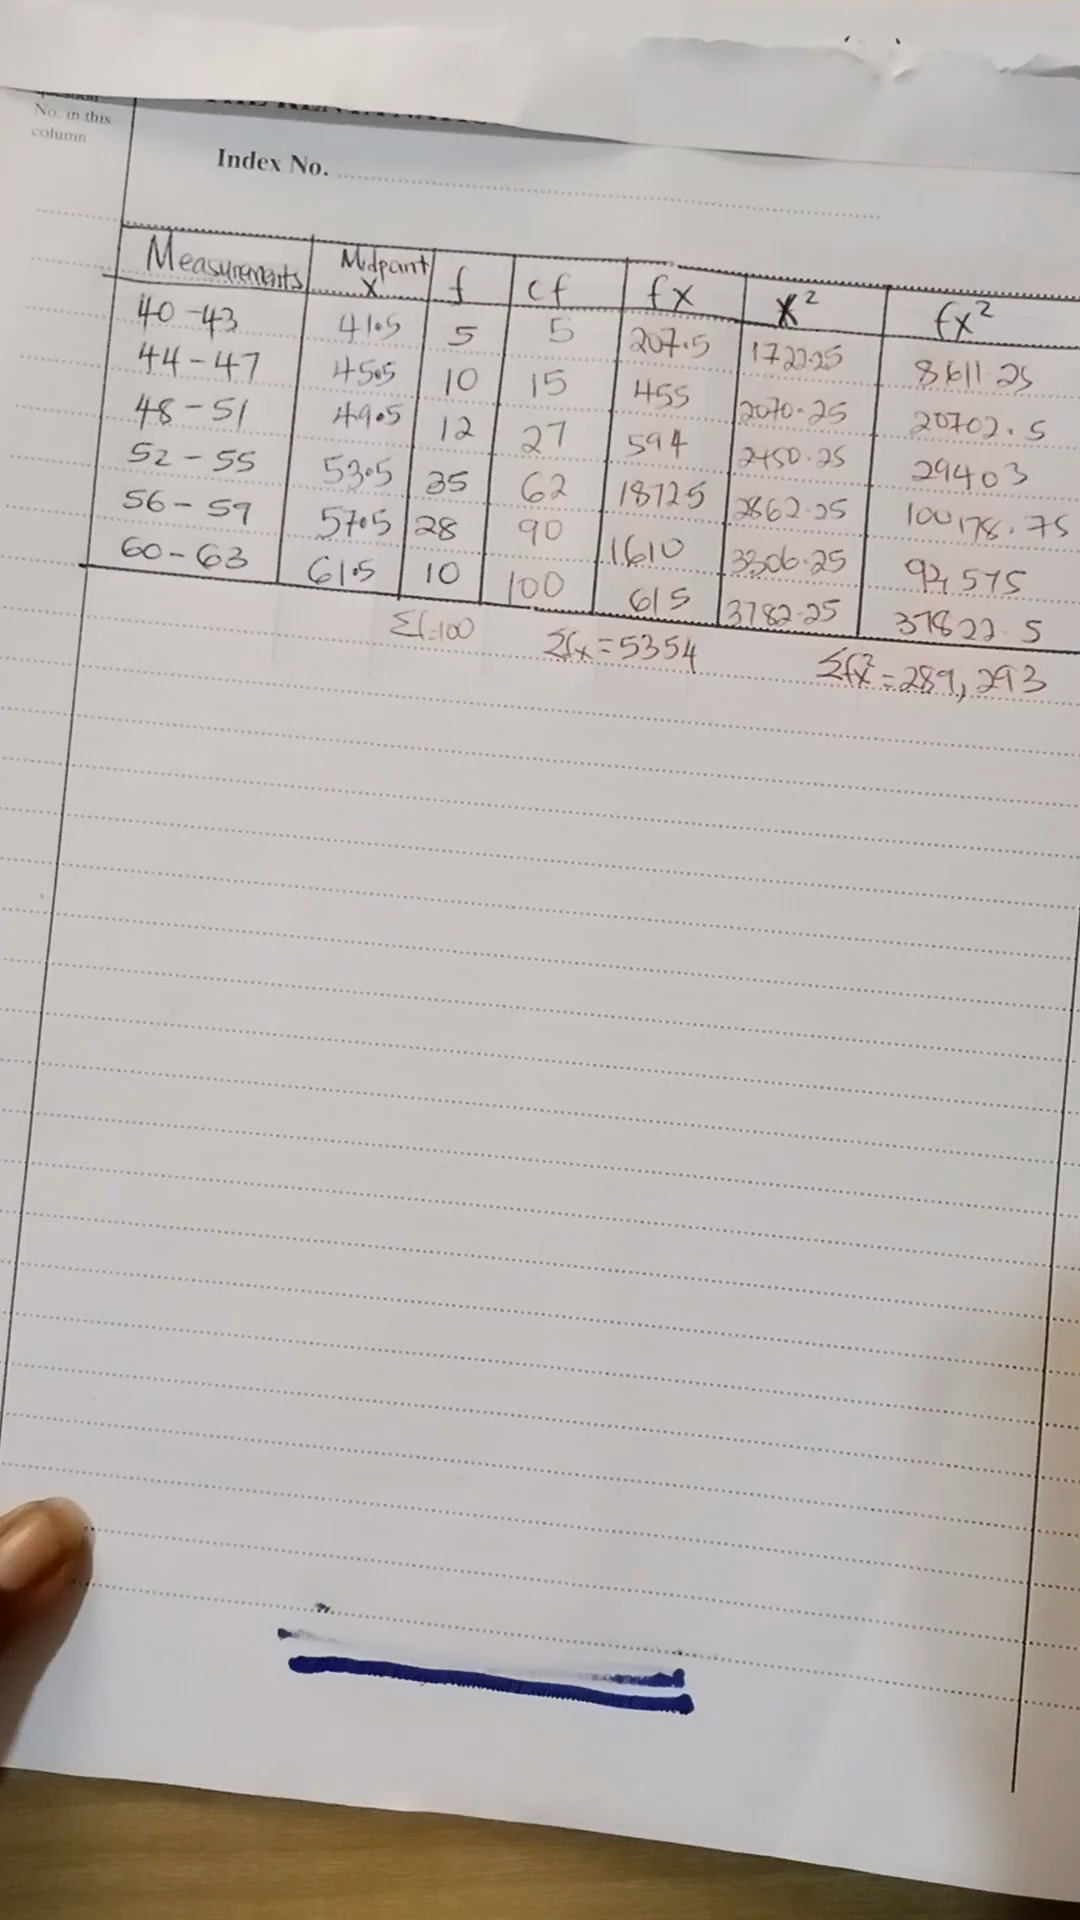 No. in this
column
Index No.
Measurements Midpoint x f cf fx x² fx²
40-43 41.5 5 5 207.5 1722.25 8611.25
44-47 45.5 10 15 455 2070.25 20702.5
48-51 49.5 12 27 594 2450.25 29403
52-55 53.5 35 62 18725 2862.25 100178.75
56-59 57.5 28 90 1610 3306.25 92,575
60-63 61.5 10 100 615 3782.25 37822.5
Σf=100 Σfx=5354 Σfx²=289,293